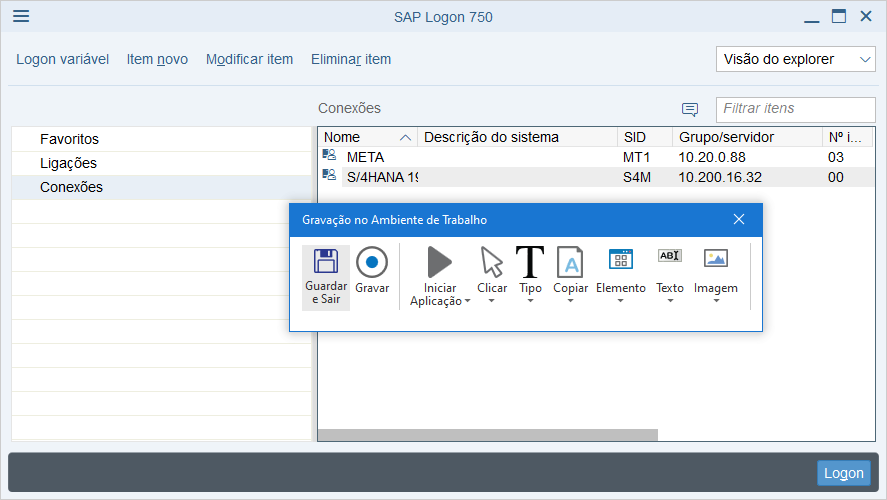 SAP Logon 750
Logon variável Item novo Modificar item Eliminar item Visão do explorer
Conexões Filtrar itens
Favoritos
Ligações
Conexões
Nome Descrição do sistema SID Grupo/servidor Nº i...
META MT1 10.20.0.88 03
S/4HANA 19 S4M 10.200.16.32 00
Gravação no Ambiente de Trabalho
Guardar e Sair
Gravar
Iniciar Aplicação
T
Clicar
Tipo
A
Copiar
Elemento
ABI
Texto
Imagem
Logon